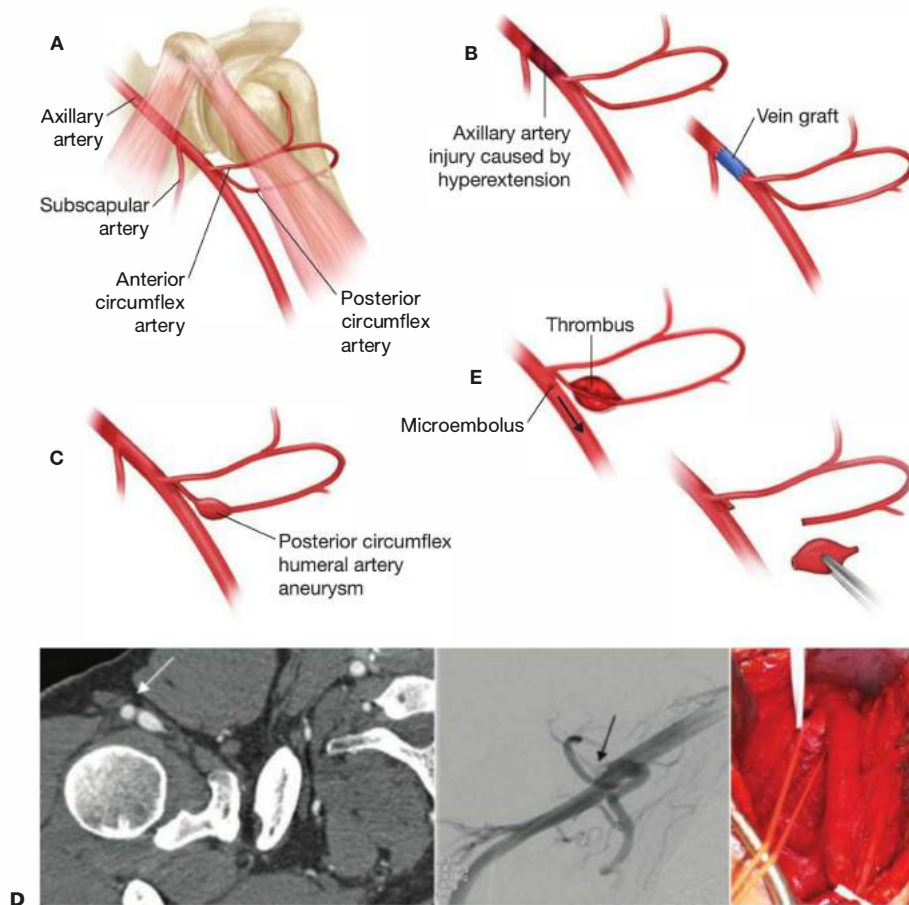 A
Axillary
artery
Subscapular
artery
Anterior
circumflex
artery
Posterior
circumflex
artery
B
Axillary artery
injury caused by
hyperextension
Vein graft
C
Posterior circumflex
humeral artery
aneurysm
E
Thrombus
Microembolus
D